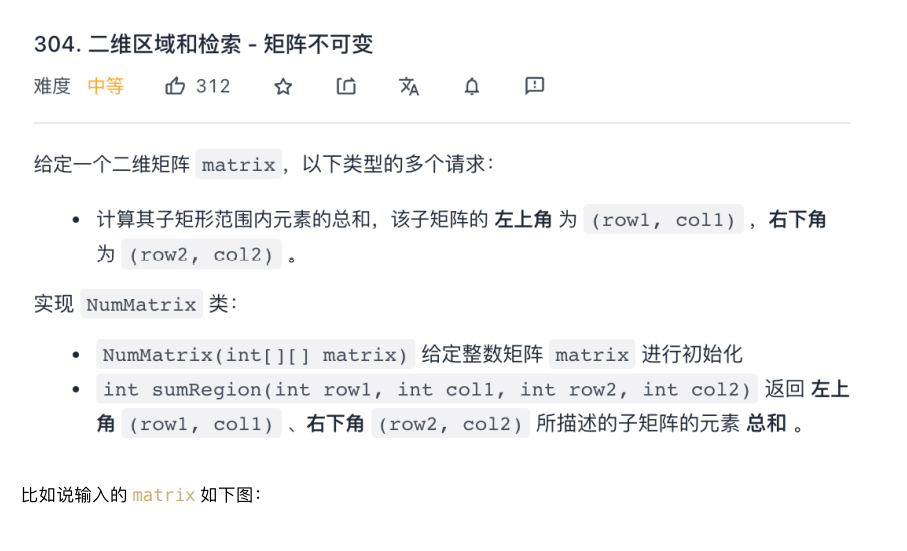 304. 二维区域和检索 - 矩阵不可变
难度 中等 312
给定一个二维矩阵 matrix，以下类型的多个请求：
• 计算其子矩形范围内元素的总和，该子矩阵的 左上角 为 (row1, col1) ，右下角
为 (row2, col2) 。
实现 NumMatrix 类：
• NumMatrix(int[][] matrix) 给定整数矩阵 matrix 进行初始化
• int sumRegion(int row1, int col1, int row2, int col2) 返回 左上
角 (row1, col1) 、右下角 (row2, col2) 所描述的子矩阵的元素 总和 。
比如说输入的 matrix 如下图：